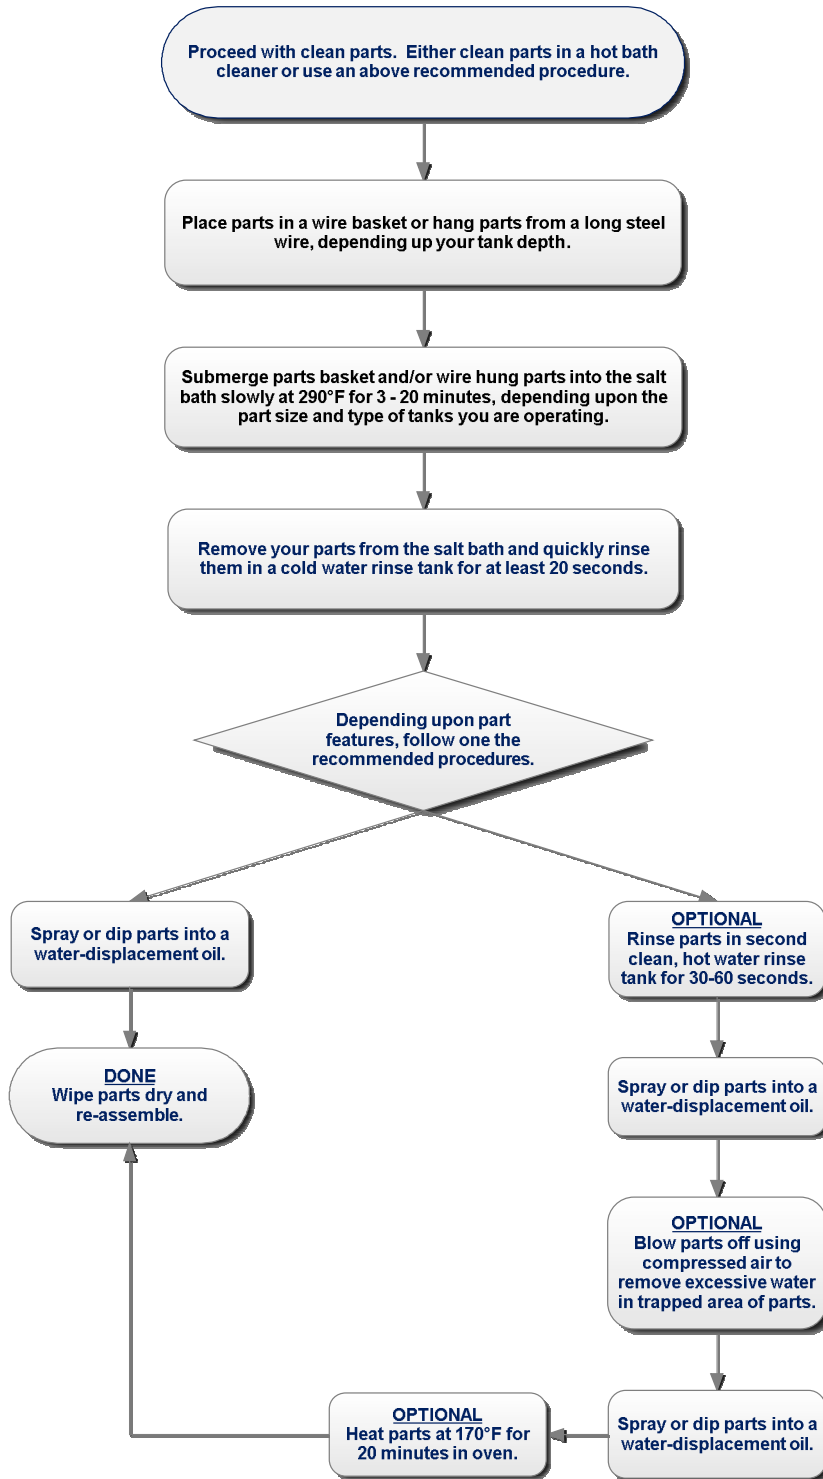 Proceed with clean parts.  Either clean parts in a hot bath
cleaner or use an above recommended procedure.
Place parts in a wire basket or hang parts from a long steel
wire, depending up your tank depth.
Submerge parts basket and/or wire hung parts into the salt
bath slowly at 290°F for 3 - 20 minutes, depending upon the
part size and type of tanks you are operating.
Remove your parts from the salt bath and quickly rinse
them in a cold water rinse tank for at least 20 seconds.
Depending upon part
features, follow one the
recommended procedures.
Spray or dip parts into a
water-displacement oil.
DONE
Wipe parts dry and
re-assemble.
OPTIONAL
Rinse parts in second
clean, hot water rinse
tank for 30-60 seconds.
Spray or dip parts into a
water-displacement oil.
OPTIONAL
Blow parts off using
compressed air to
remove excessive water
in trapped area of parts.
Spray or dip parts into a
water-displacement oil.
OPTIONAL
Heat parts at 170°F for
20 minutes in oven.